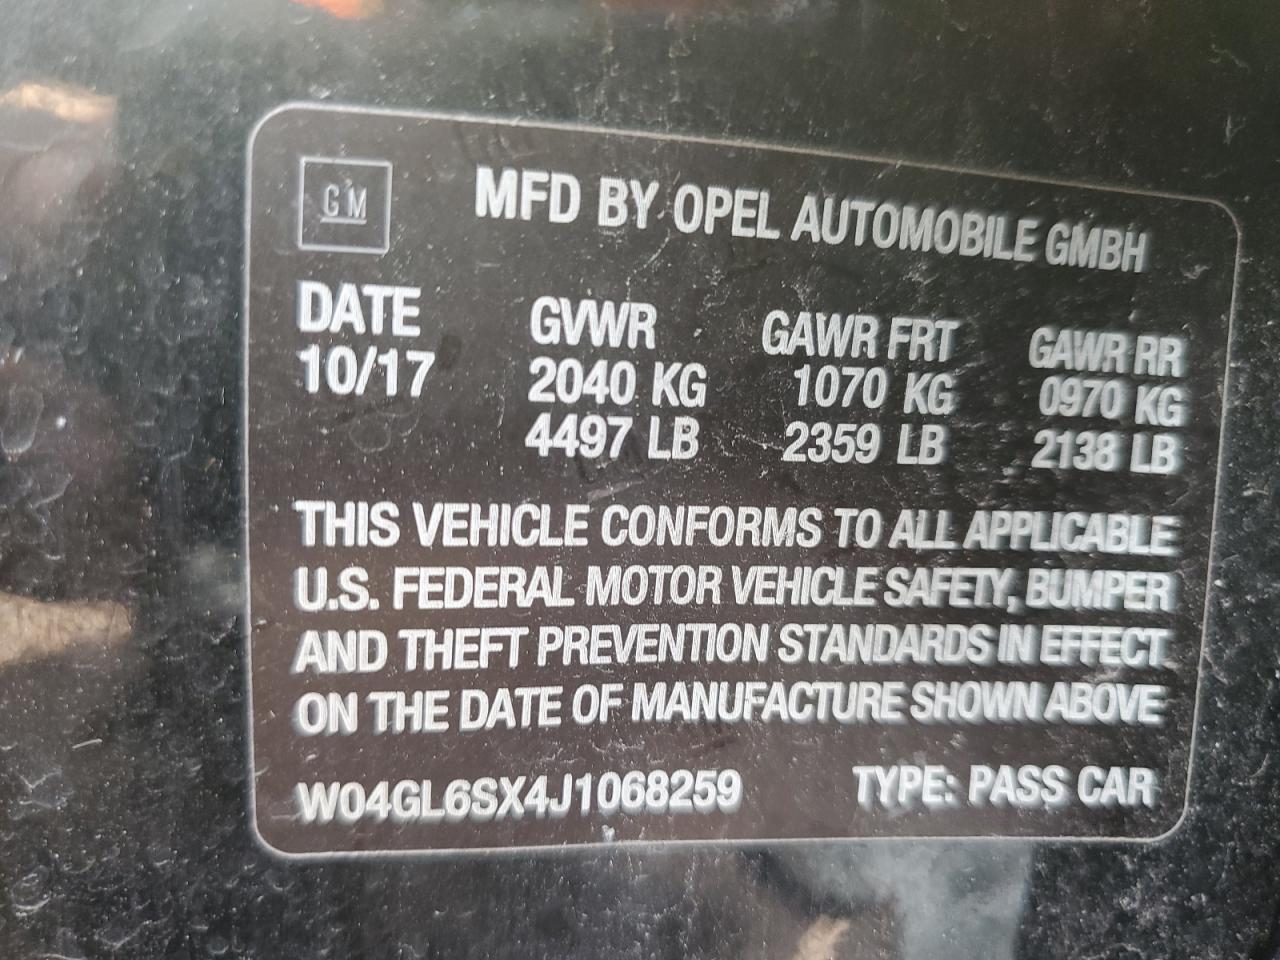 GM
MFD BY OPEL AUTOMOBILE GMBH
DATE GVWR GAWR FRT GAWR RR
10/17 2040 KG 1070 KG 0970 KG
4497 LB 2359 LB 2138 LB
THIS VEHICLE CONFORMS TO ALL APPLICABLE
U.S. FEDERAL MOTOR VEHICLE SAFETY, BUMPER
AND THEFT PREVENTION STANDARDS IN EFFECT
ON THE DATE OF MANUFACTURE SHOWN ABOVE
W04GL6SX4J1068259 TYPE: PASS CAR